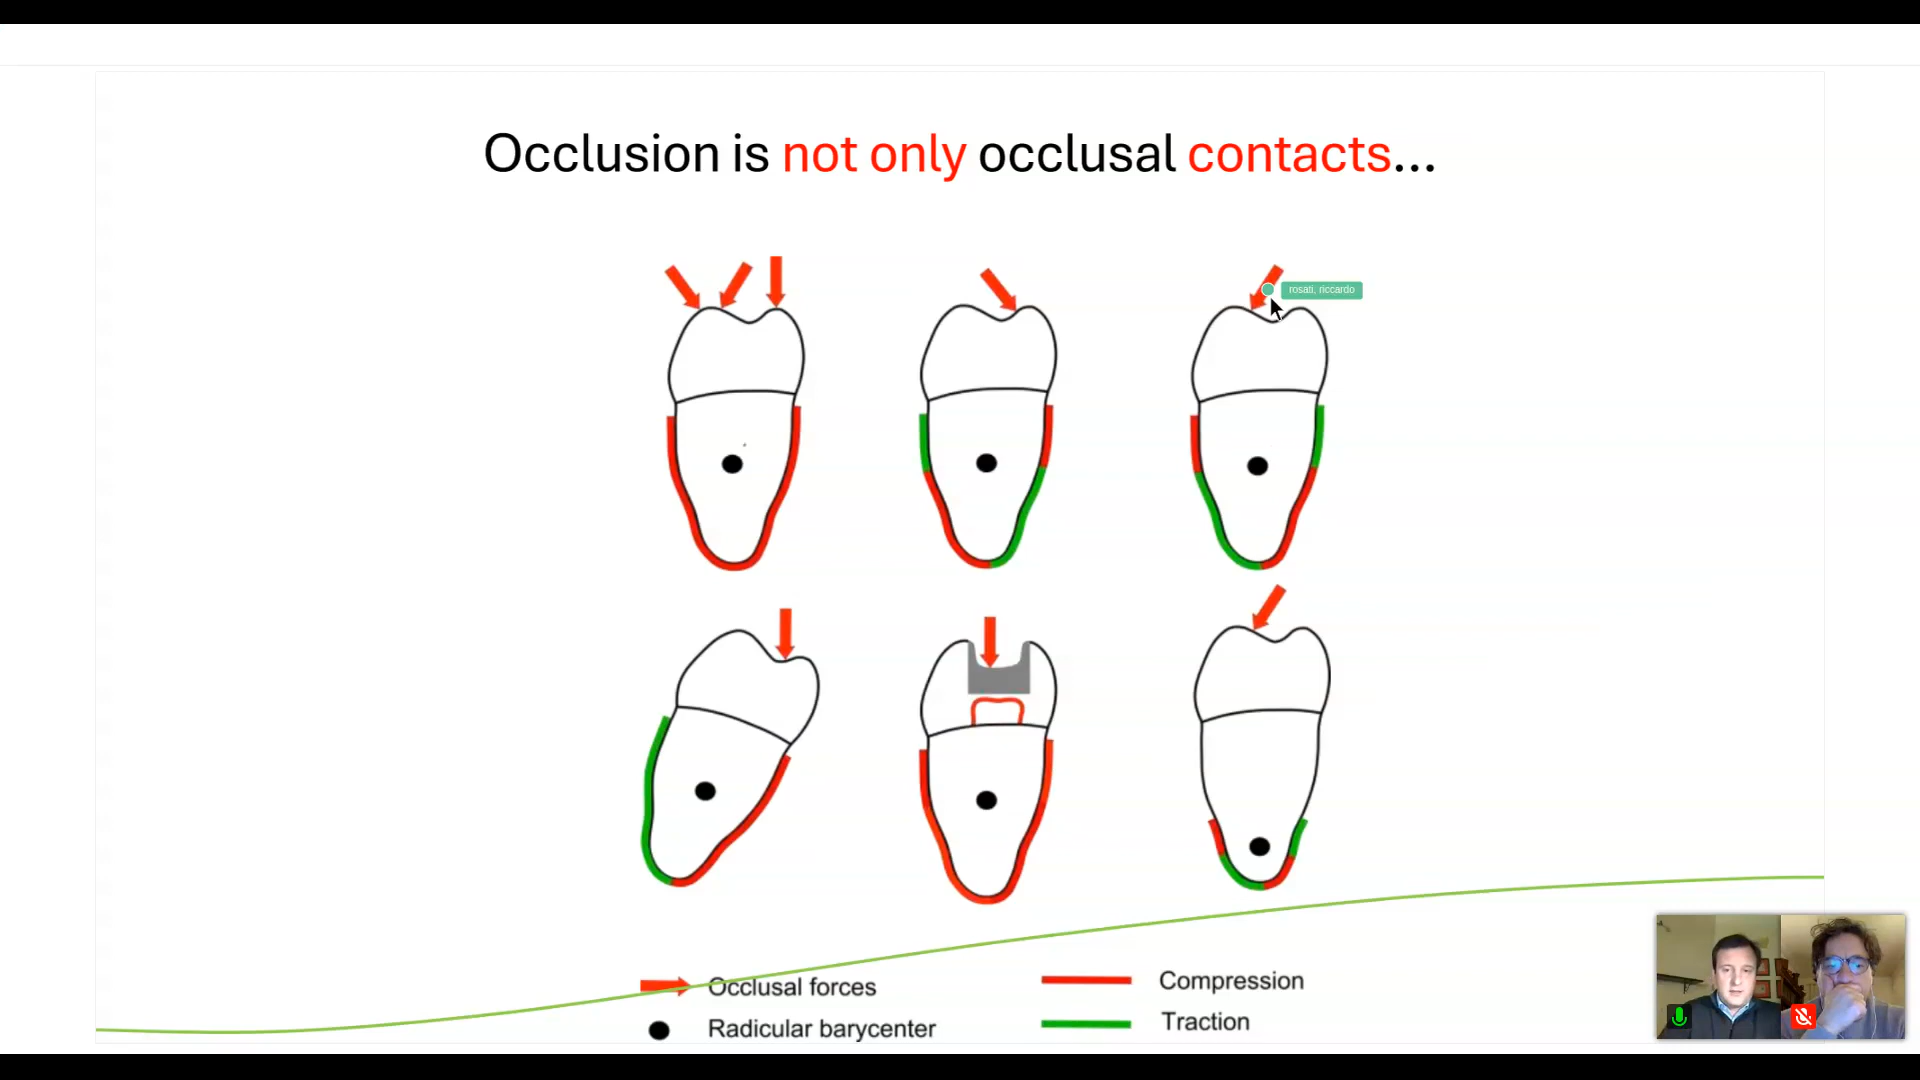 Occlusion is not only occlusal contacts...
rosati, riccardo
Occlusal forces
Compression
Radicular barycenter
Traction